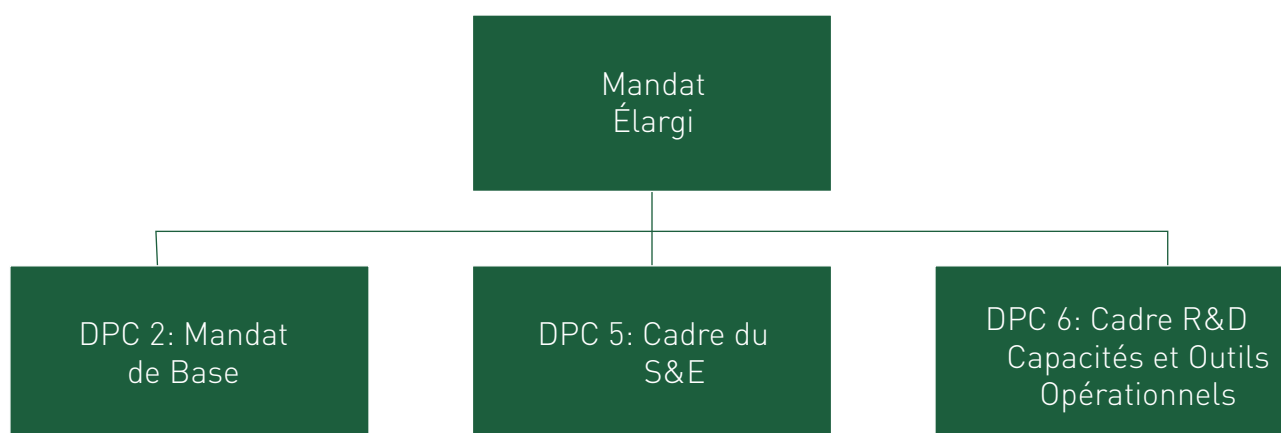 Mandat
Élargi
DPC 2: Mandat
de Base
DPC 5: Cadre du
S&E
DPC 6: Cadre R&D
Capacités et Outils
Opérationnels